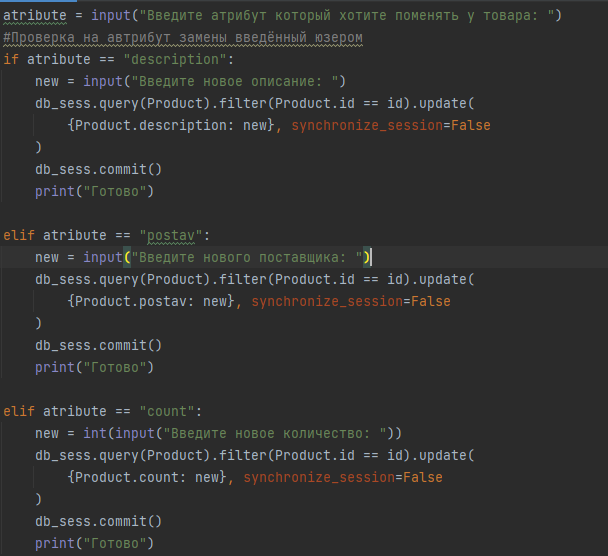 atribute = input("Введите атрибут который хотите поменять у товара: ")
#Проверка на автрибут замены введённый юзером
if atribute == "description":
    new = input("Введите новое описание: ")
    db_sess.query(Product).filter(Product.id == id).update(
        {Product.description: new}, synchronize_session=False
    )
    db_sess.commit()
    print("Готово")
elif atribute == "postav":
    new = input("Введите нового поставщика: ")
    db_sess.query(Product).filter(Product.id == id).update(
        {Product.postav: new}, synchronize_session=False
    )
    db_sess.commit()
    print("Готово")
elif atribute == "count":
    new = int(input("Введите новое количество: "))
    db_sess.query(Product).filter(Product.id == id).update(
        {Product.count: new}, synchronize_session=False
    )
    db_sess.commit()
    print("Готово")